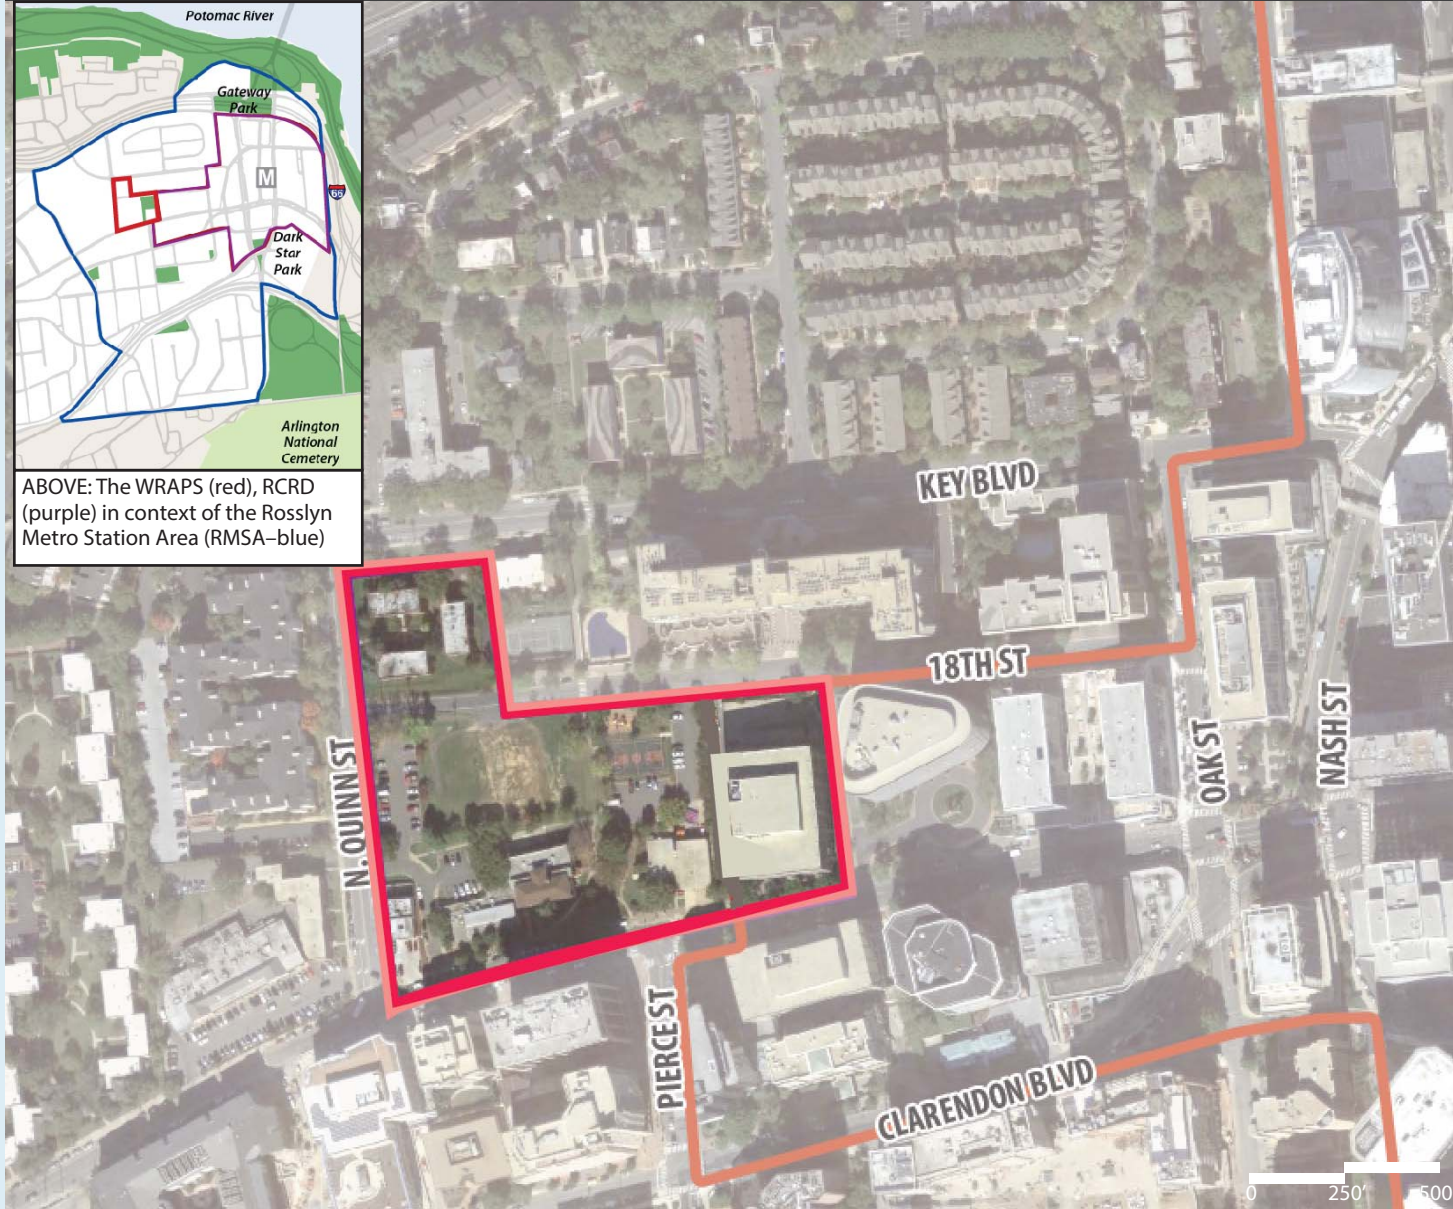 Potomac River
Gateway
Park
M
66
Dark
Star
Park
Arlington
National
Cemetery
ABOVE: The WRAPS (red), RCRD
(purple) in context of the Rosslyn
Metro Station Area (RMSA–blue)
KEY BLVD
18TH ST
N. QUINN ST
OAK ST
NASH ST
PIERCE ST
CLARENDON BLVD
0 250’ 500